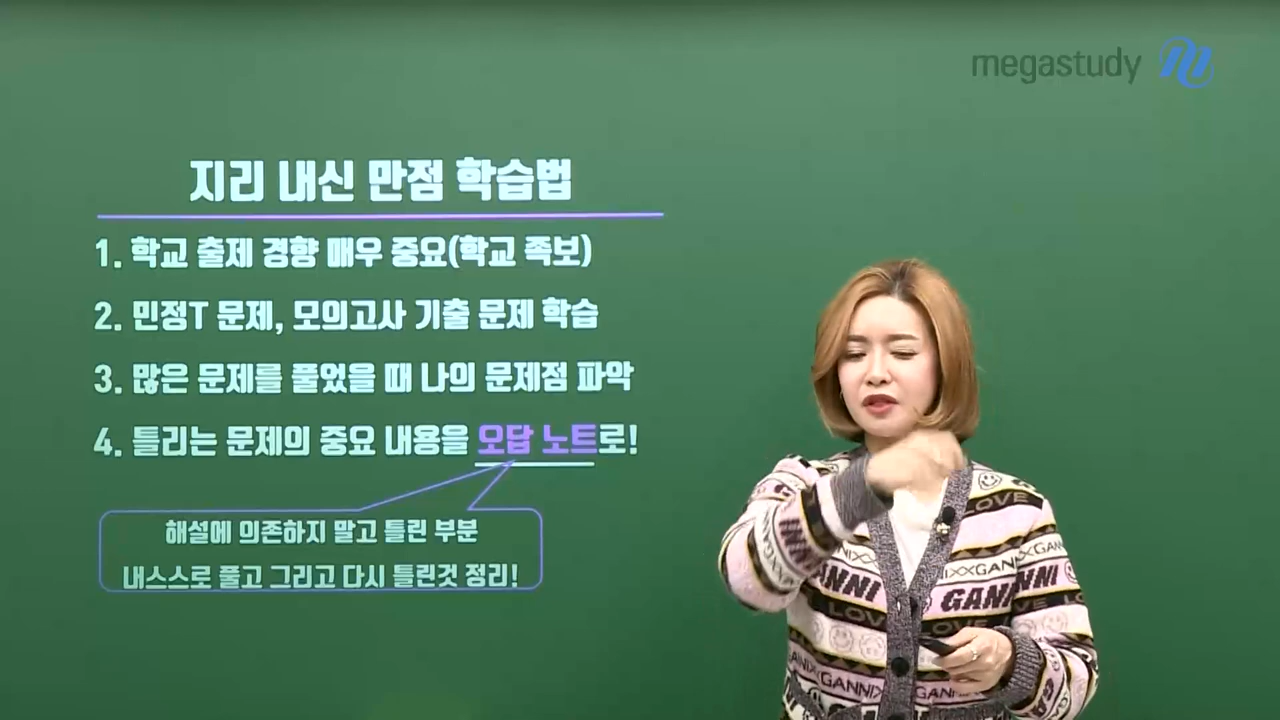 megastudy
지리 내신 만점 학습법
1. 학교 출제 경향 매우 중요(학교 족보)
2. 민정T 문제, 모의고사 기출 문제 학습
3. 많은 문제를 풀었을 때 나의 문제점 파악
4. 틀리는 문제의 중요 내용을 오답 노트로!
해설에 의존하지 말고 틀린 부분
내스스로 풀고 그리고 다시 틀린것 정리!
LOVE
GANNI
GANNI
LOVE
GANNI